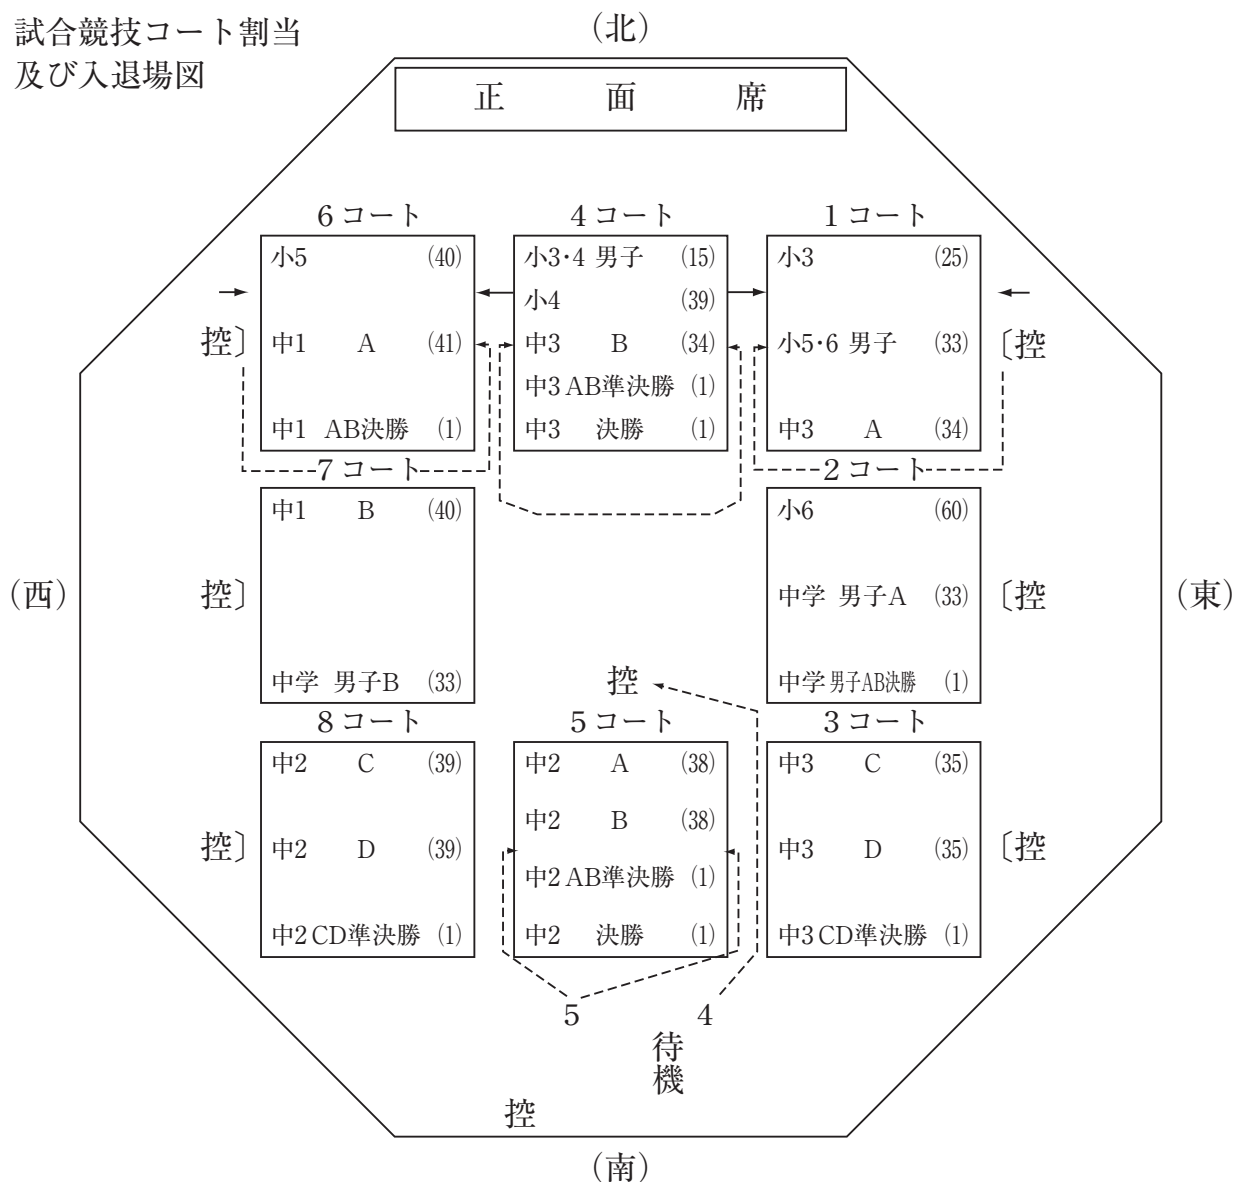 試合競技コート割当
及び入退場図
（北）
正面席
6コート
小5 (40)
中1 A (41)
中1 AB決勝 (1)
4コート
小3・4 男子 (15)
小4 (39)
中3 B (34)
中3 AB準決勝 (1)
中3 決勝 (1)
1コート
小3 (25)
小5・6 男子 (33)
中3 A (34)
控〕
〔控
7コート
中1 B (40)
中学 男子B (33)
2コート
小6 (60)
中学 男子A (33)
中学 男子AB決勝 (1)
（西）
控〕
〔控
（東）
控
8コート
中2 C (39)
中2 D (39)
中2 CD準決勝 (1)
5コート
中2 A (38)
中2 B (38)
中2 AB準決勝 (1)
中2 決勝 (1)
3コート
中3 C (35)
中3 D (35)
中3 CD準決勝 (1)
控〕
〔控
5
4
待機
控
（南）